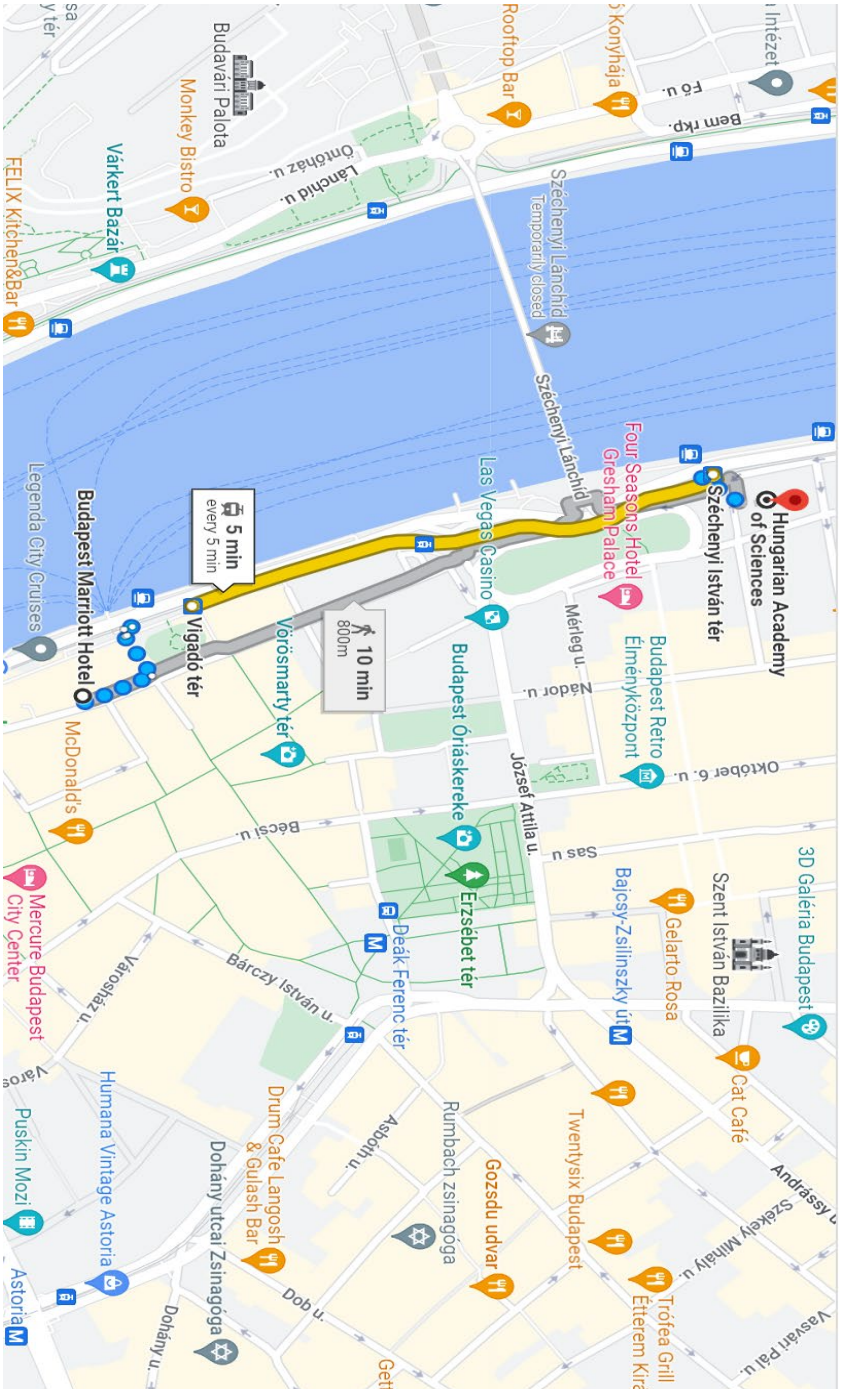 Vasvári Pál u.
Székely Mihály u.
Trófea Grill
Étterem Kirá
Gett
Andrássy u
Twentysix Budapest
Gozsdu udvar
Dob u.
Dohány u.
Astoria
M
Cat Café
Rumbach zsinagóga
Asbóth u.
Drum Cafe Langosh
& Gulash Bar
Dohány utcai Zsinagóga
Humana Vintage Astoria
Puskin Mozi
3D Galéria Budapest
Szent István Bazilika
Gelarto Rosa
Bajcsy-Zsilinszky út
M
Deák Ferenc tér
M
Bárczy István u.
Városház u.
Város
Mercure Budapest
City Center
Sas u
Október 6. u.
Erzsébet tér
József Attila u.
Budapest Óriáskereke
Bécsi u.
McDonald's
Budapest Retro
Élményközpont
Nádor u.
Mérleg u.
Vörösmarty tér
10 min
800m
Hungarian Academy
of Sciences
Széchenyi István tér
Four Seasons Hotel
Gresham Palace
Las Vegas Casino
Vigadó tér
Budapest Marriott Hotel
5 min
every 5 min
Legenda City Cruises
Széchenyi Lánchíd
Széchenyi Lánchíd
Temporarily closed
Bem rkp.
Fő u.
Lánchíd u.
Öntőház u.
Várkert Bazár
FELIX Kitchen&Bar
a Intézet
ó Konyhája
Rooftop Bar
Monkey Bistro
Budavári Palota
sa
y tér